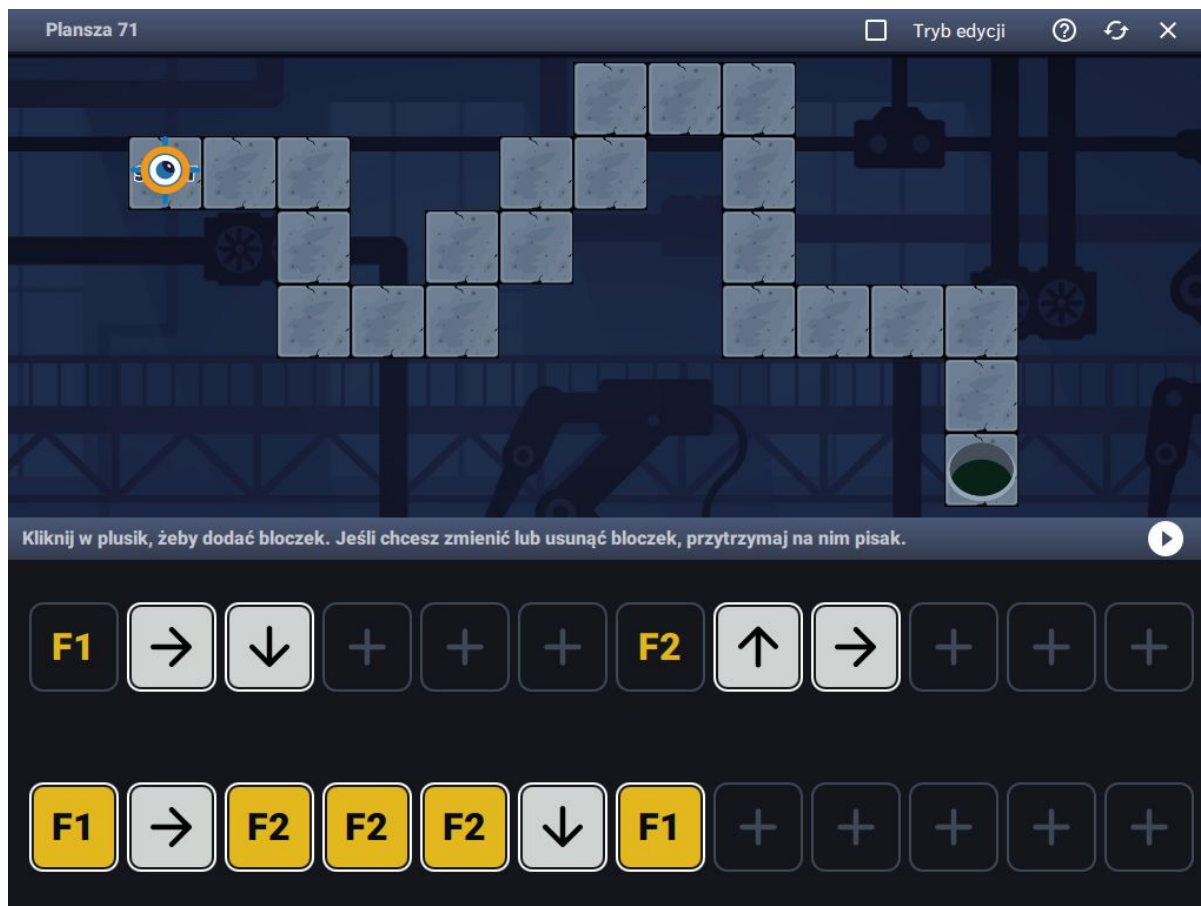 Plansza 71 Tryb edycji
Kliknij w plusik, żeby dodać bloczek. Jeśli chcesz zmienić lub usunąć bloczek, przytrzymaj na nim pisak.
F1 → ↓ + + + F2 ↑ → + + +
F1 → F2 F2 F2 ↓ F1 + + + + +